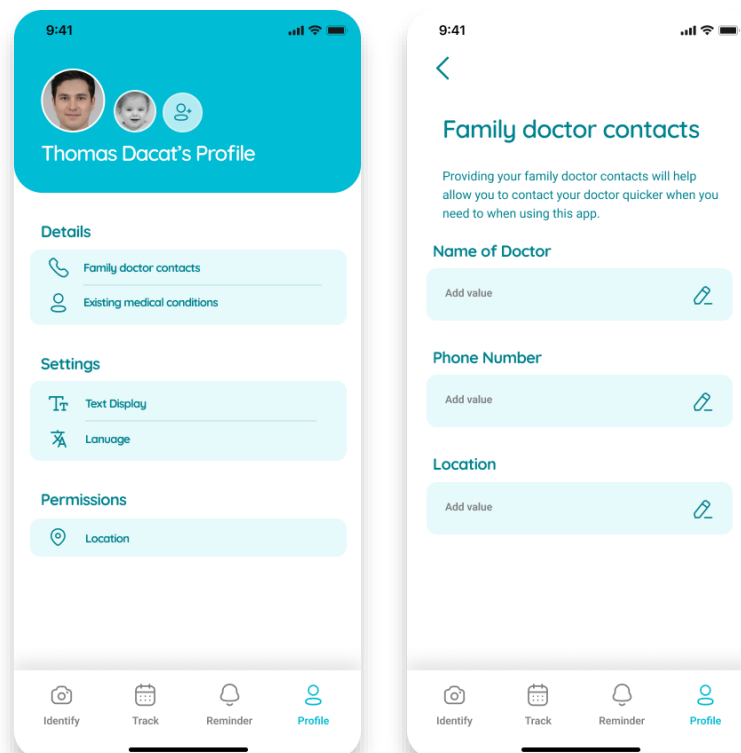 9:41
Thomas Dacat's Profile
Details
Family doctor contacts
Existing medical conditions
Settings
Text Display
Lanuage
Permissions
Location
Identify
Track
Reminder
Profile
9:41
Family doctor contacts
Providing your family doctor contacts will help
allow you to contact your doctor quicker when you
need to when using this app.
Name of Doctor
Add value
Phone Number
Add value
Location
Add value
Identify
Track
Reminder
Profile